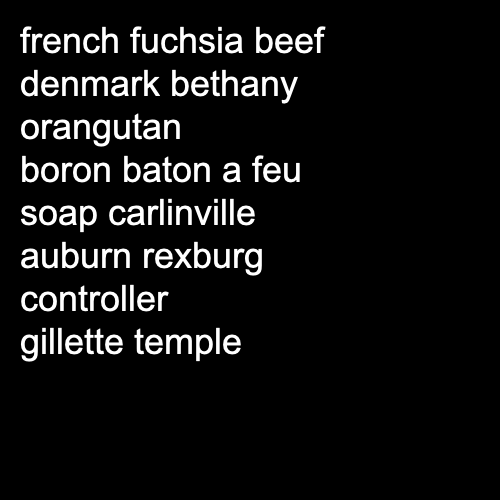 french fuchsia beef
denmark bethany
orangutan
boron baton a feu
soap carlinville
auburn rexburg
controller
gillette temple